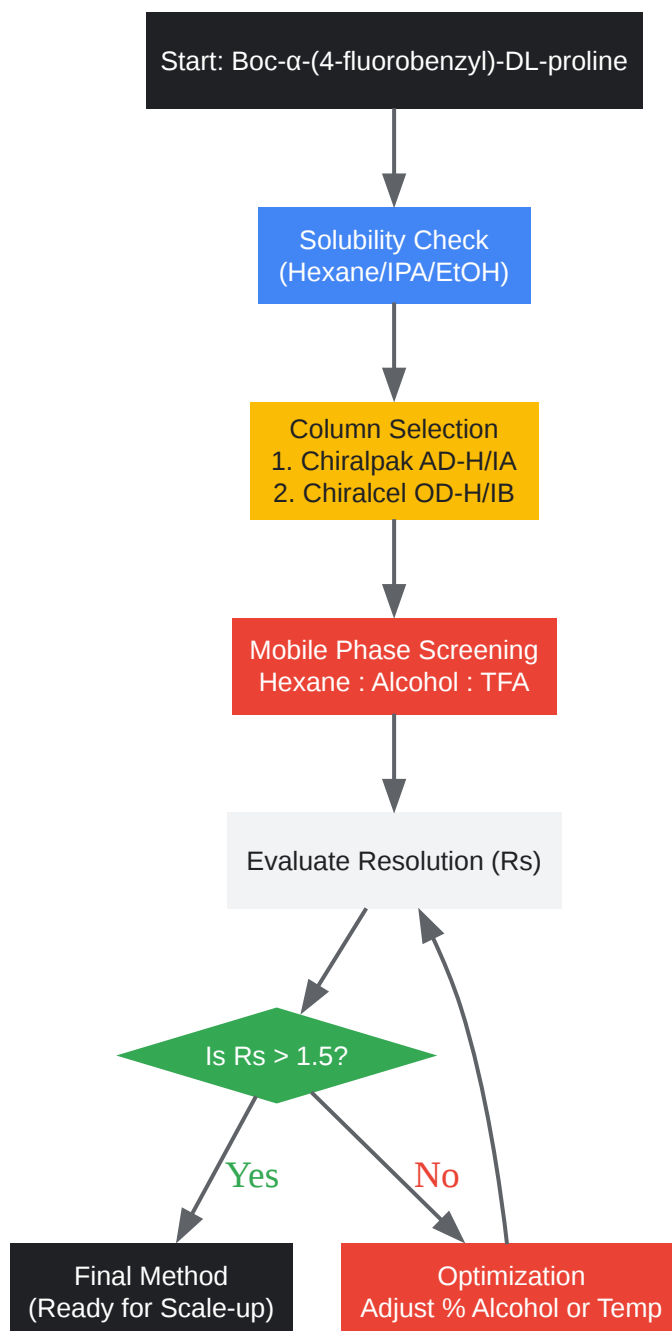 Start: Boc-α-(4-fluorobenzyl)-DL-proline
Solubility Check
(Hexane/IPA/EtOH)
Column Selection
1. Chiralpak AD-H/IA
2. Chiralcel OD-H/IB
Mobile Phase Screening
Hexane : Alcohol : TFA
Evaluate Resolution (Rs)
Is Rs > 1.5?
Yes
No
Final Method
(Ready for Scale-up)
Optimization
Adjust % Alcohol or Temp